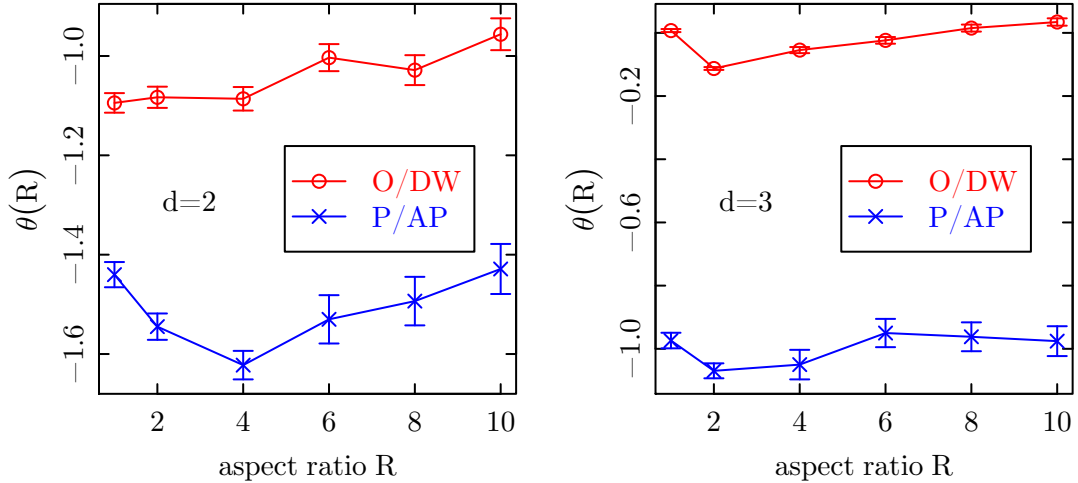 θ(R)
−1.0
−1.2
−1.4
−1.6
d=2
O/DW
P/AP
2 4 6 8 10
aspect ratio R
θ(R)
−0.2
−0.6
−1.0
d=3
O/DW
P/AP
2 4 6 8 10
aspect ratio R